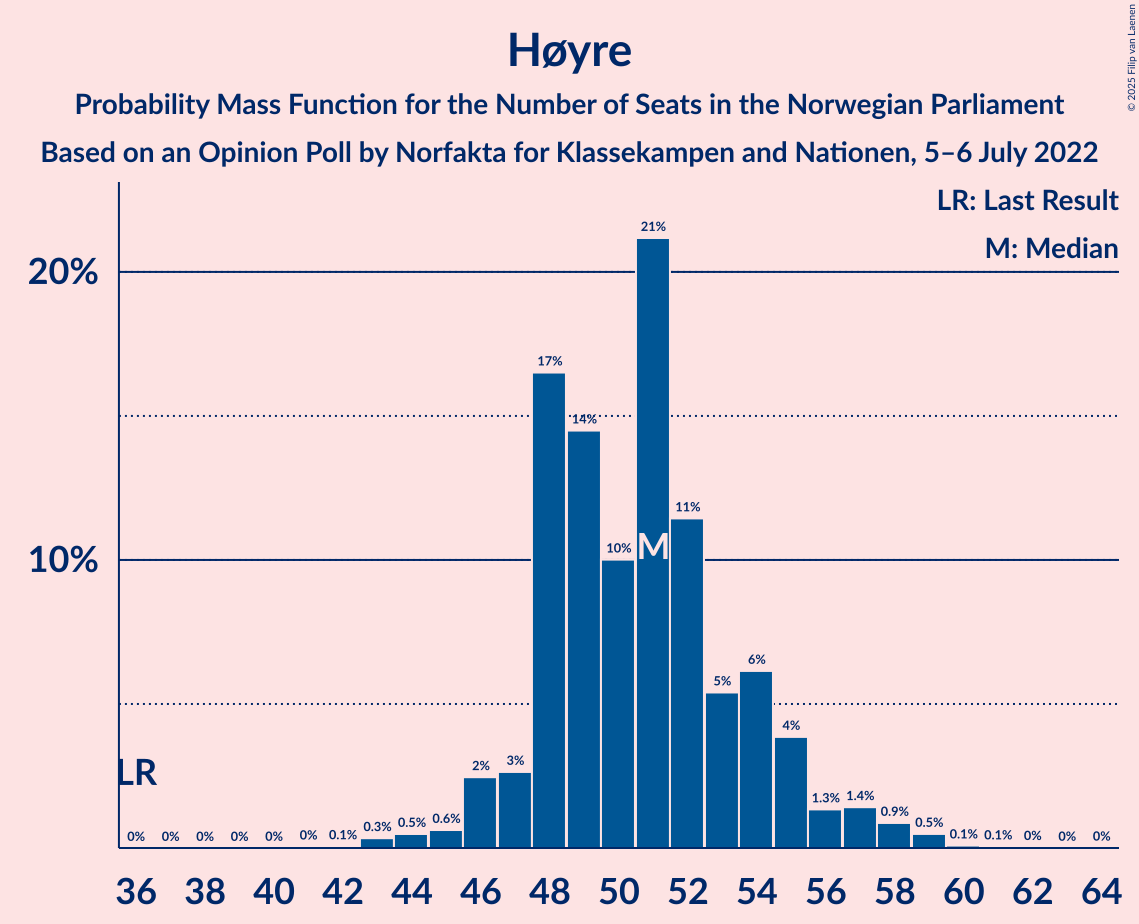 Høyre
Probability Mass Function for the Number of Seats in the Norwegian Parliament
Based on an Opinion Poll by Norfakta for Klassekampen and Nationen, 5–6 July 2022
© 2025 Filip van Laenen
LR: Last Result
M: Median
20%
10%
LR
M
0% 0% 0% 0% 0% 0% 0.1% 0.3% 0.5% 0.6% 2% 3% 17% 14% 10% 21% 11% 5% 6% 4% 1.3% 1.4% 0.9% 0.5% 0.1% 0.1% 0% 0% 0%
36 38 40 42 44 46 48 50 52 54 56 58 60 62 64